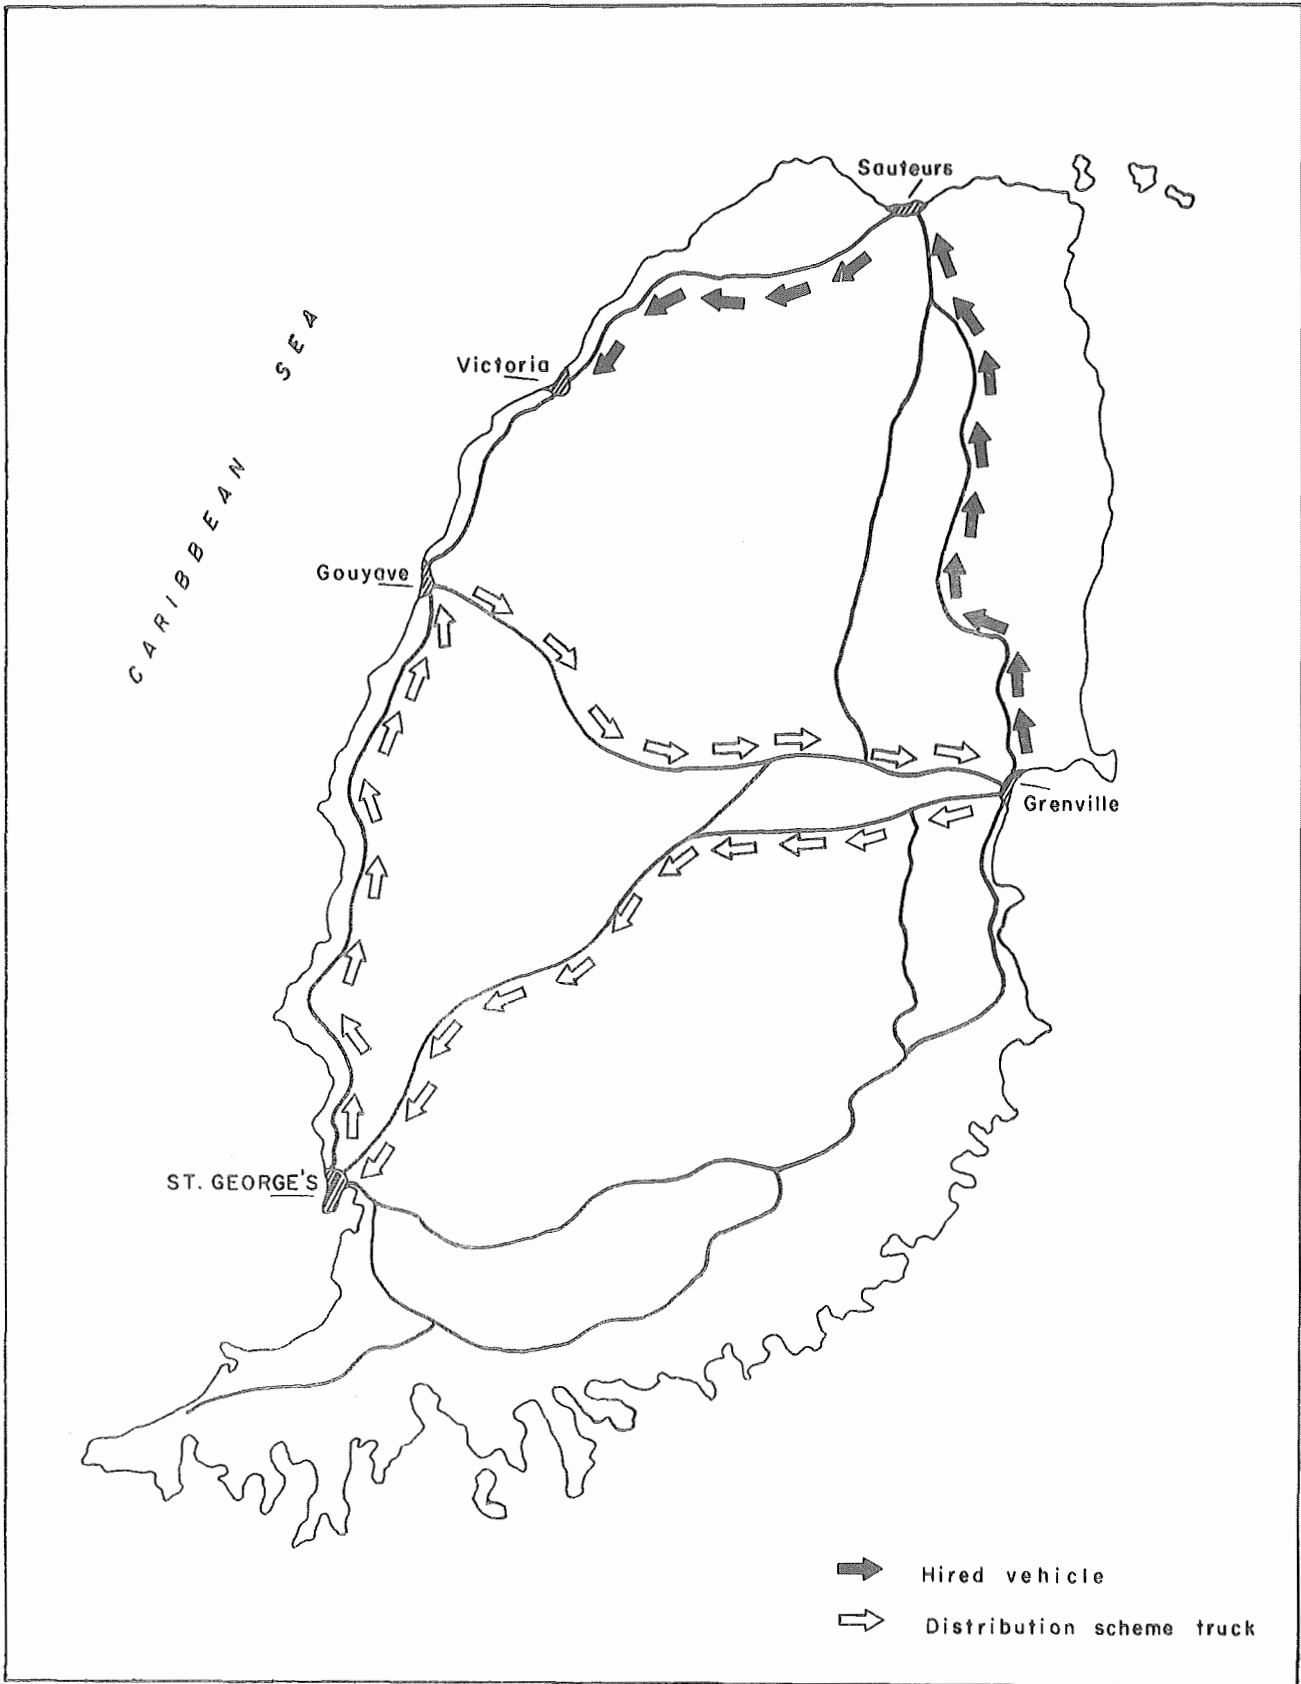 Sauteurs
CARIBBEAN SEA
Victoria
Gouyave
Grenville
ST. GEORGE'S
Hired vehicle
Distribution scheme truck